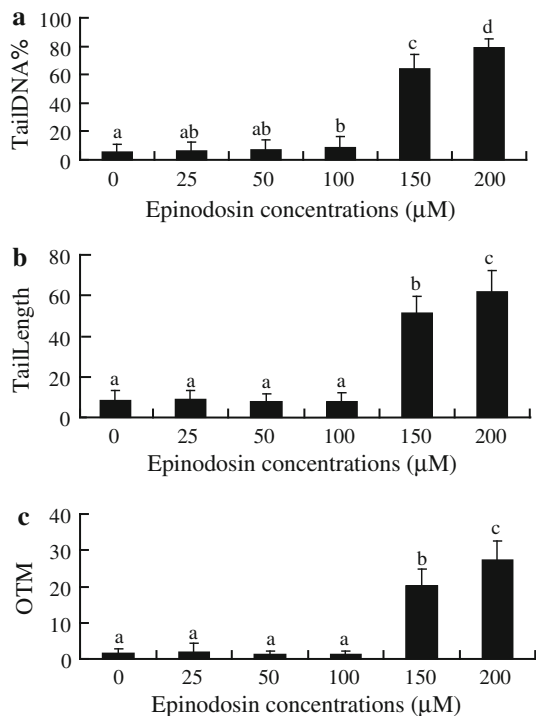 a
TailDNA%
100
80
60
40
20
0
a
ab
ab
b
c
d
0 25 50 100 150 200
Epinodosin concentrations (μM)
b
TailLength
80
60
40
20
0
a
a
a
a
b
c
0 25 50 100 150 200
Epinodosin concentrations (μM)
c
OTM
40
30
20
10
0
a
a
a
a
b
c
0 25 50 100 150 200
Epinodosin concentrations (μM)